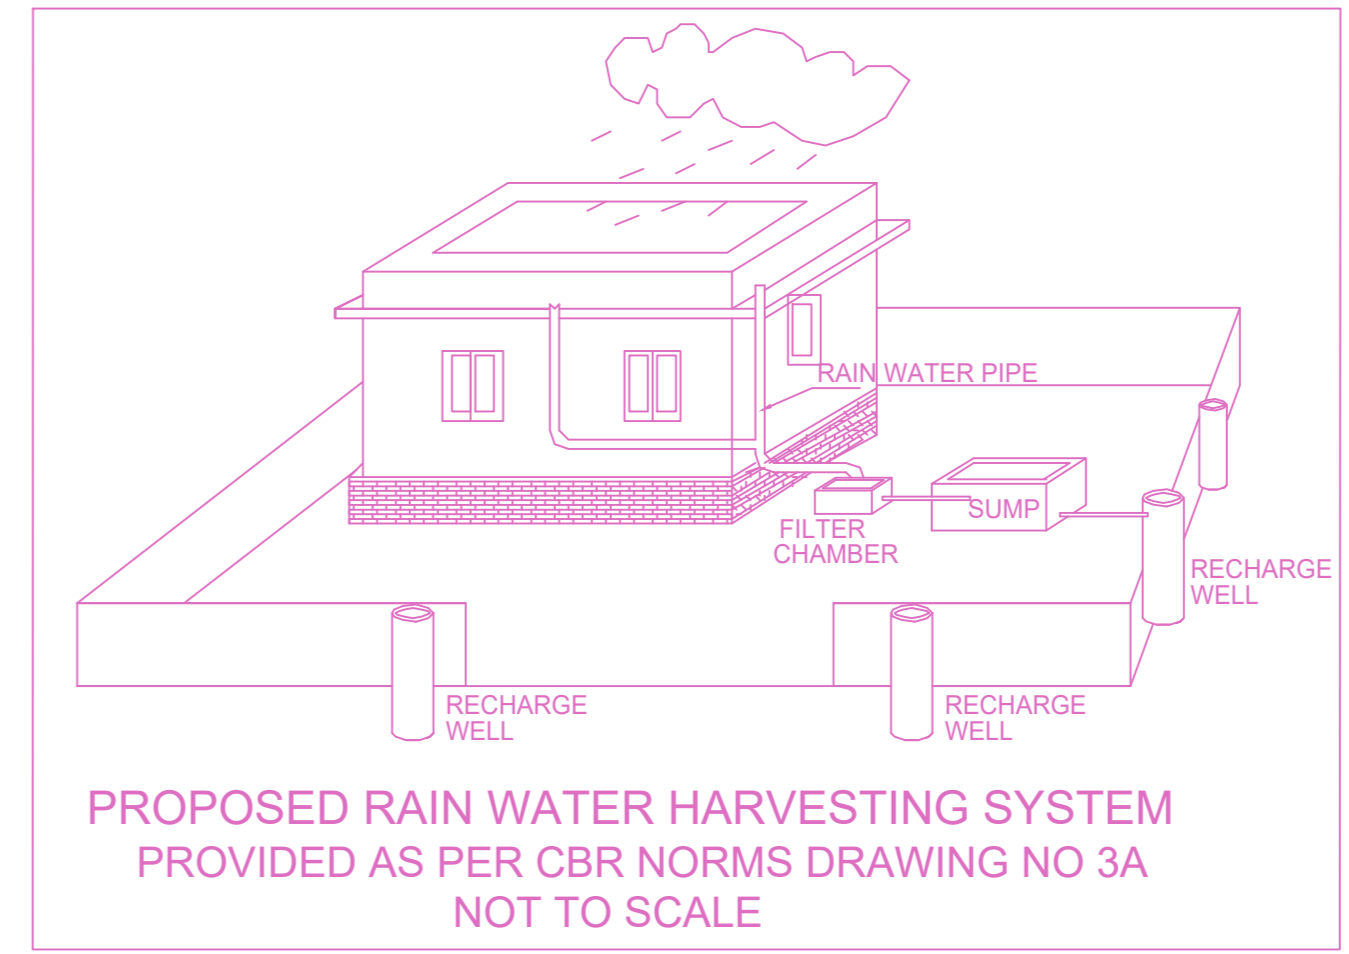 RAIN WATER PIPE
SUMP
FILTER
CHAMBER
RECHARGE
WELL
RECHARGE
WELL
RECHARGE
WELL
PROPOSED RAIN WATER HARVESTING SYSTEM
PROVIDED AS PER CBR NORMS DRAWING NO 3A
NOT TO SCALE